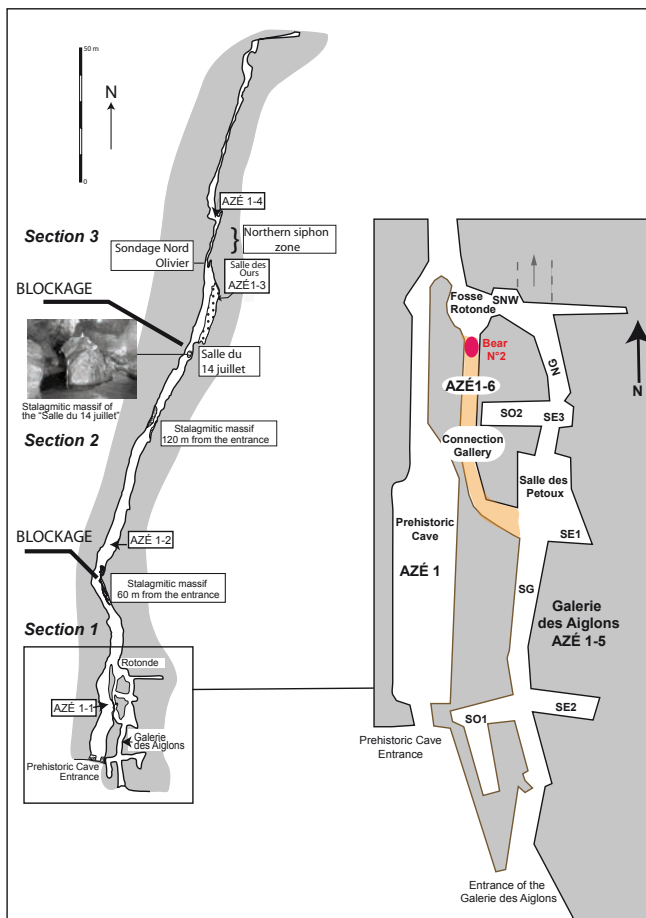 50 m
N
0
AZÉ 1-4
Section 3
Northern siphon
zone
}
Sondage Nord
Olivier
Salle des
Ours
AZÉ1-3
BLOCKAGE
Salle du
14 juillet
Stalagmitic massif of
the "Salle du 14 juillet"
Section 2
Stalagmitic massif
120 m from the entrance
BLOCKAGE
AZÉ 1-2
Stalagmitic massif
60 m from the entrance
Section 1
Rotonde
AZÉ 1-1
Galerie
des Aiglons
Prehistoric Cave
Entrance
Fosse
Rotonde
SNW
Bear
N°2
NG
N
AZÉ1-6
SO2
SE3
Connection
Gallery
Salle des
Petoux
Prehistoric
Cave
AZÉ 1
SE1
SG
Galerie
des Aiglons
AZÉ 1-5
SO1
SE2
Prehistoric Cave
Entrance
Entrance of the
Galerie des Aiglons